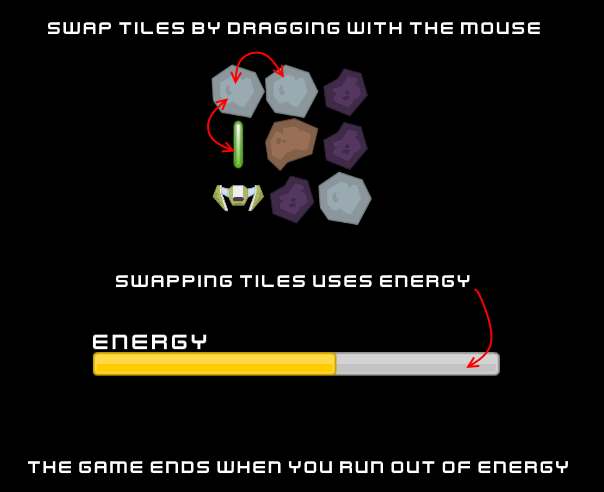 SWAP TILES BY DRAGGING WITH THE MOUSE
SWAPPING TILES USES ENERGY
ENERGY
THE GAME ENDS WHEN YOU RUN OUT OF ENERGY